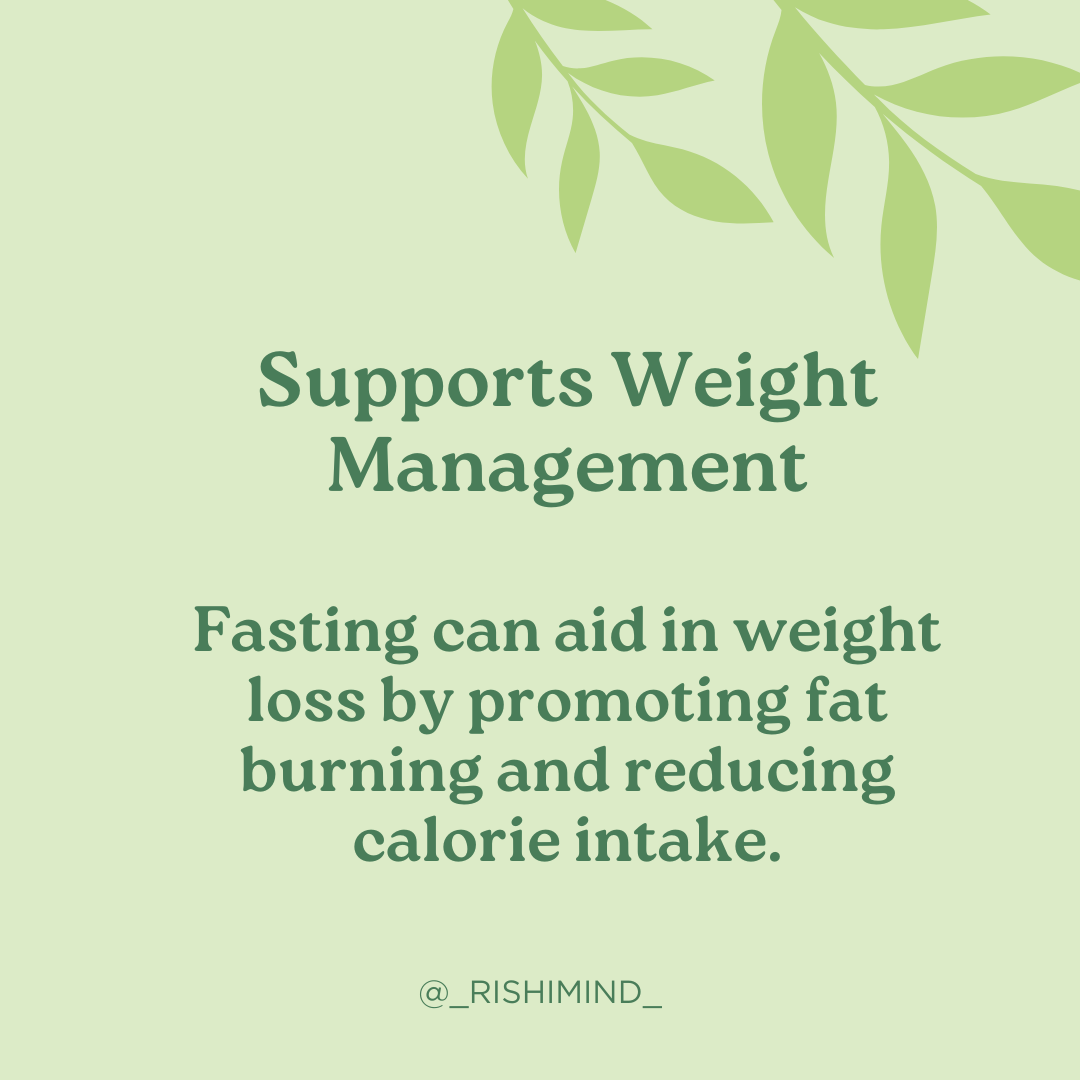 Supports Weight
Management
Fasting can aid in weight
loss by promoting fat
burning and reducing
calorie intake.
@_RISHIMIND_